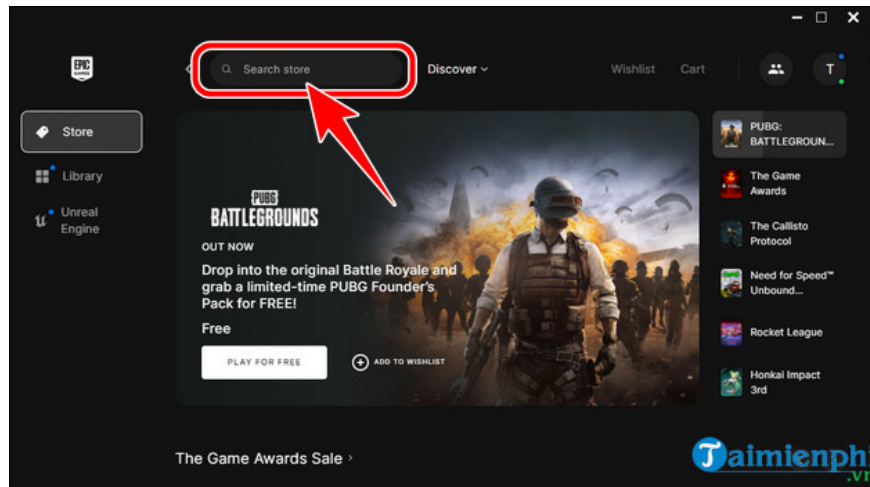 EPIC
GAMES
Search store
Discover
Wishlist
Cart
T
Store
Library
Unreal
Engine
PUBG
BATTLEGROUNDS
OUT NOW
Drop into the original Battle Royale and
grab a limited-time PUBG Founder's
Pack for FREE!
Free
PLAY FOR FREE
ADD TO WISHLIST
PUBG:
BATTLEGROUN...
The Game
Awards
The Callisto
Protocol
Need for Speed™
Unbound...
Rocket League
Honkai Impact
3rd
The Game Awards Sale
Taimienphi
.vn